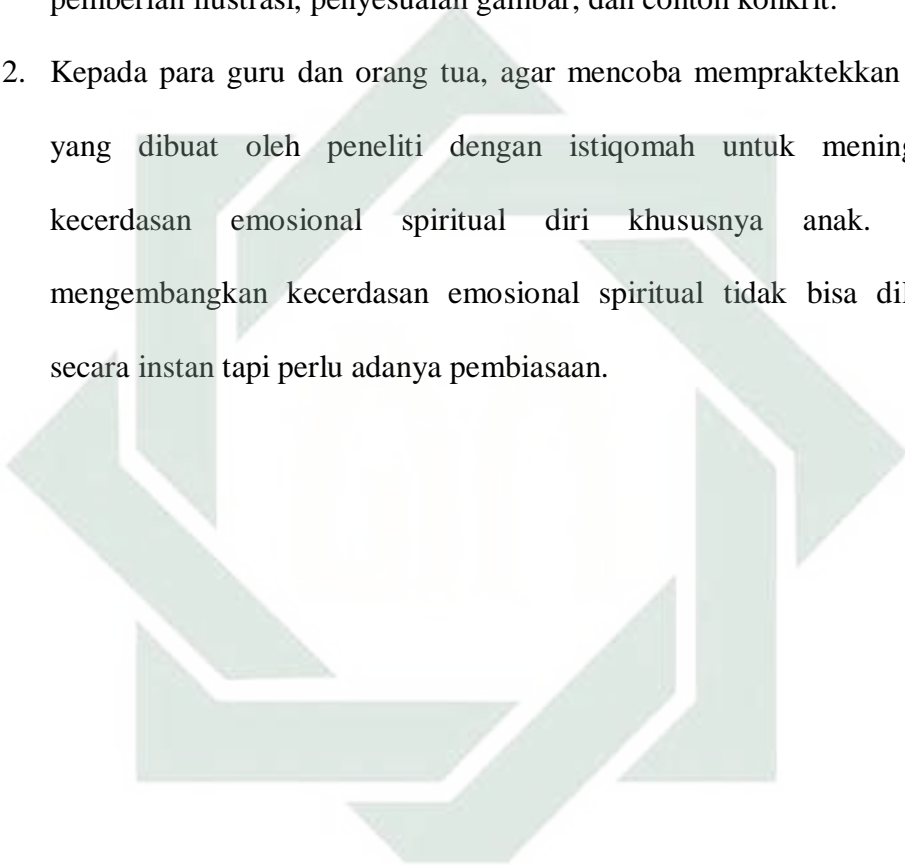 pemberian ilustrasi, penyesuaian gambar, dan contoh konkrit.
2. Kepada para guru dan orang tua, agar mencoba mempraktekkan
yang dibuat oleh peneliti dengan istiqomah untuk mening
kecerdasan emosional spiritual diri khususnya anak.
mengembangkan kecerdasan emosional spiritual tidak bisa dil
secara instan tapi perlu adanya pembiasaan.